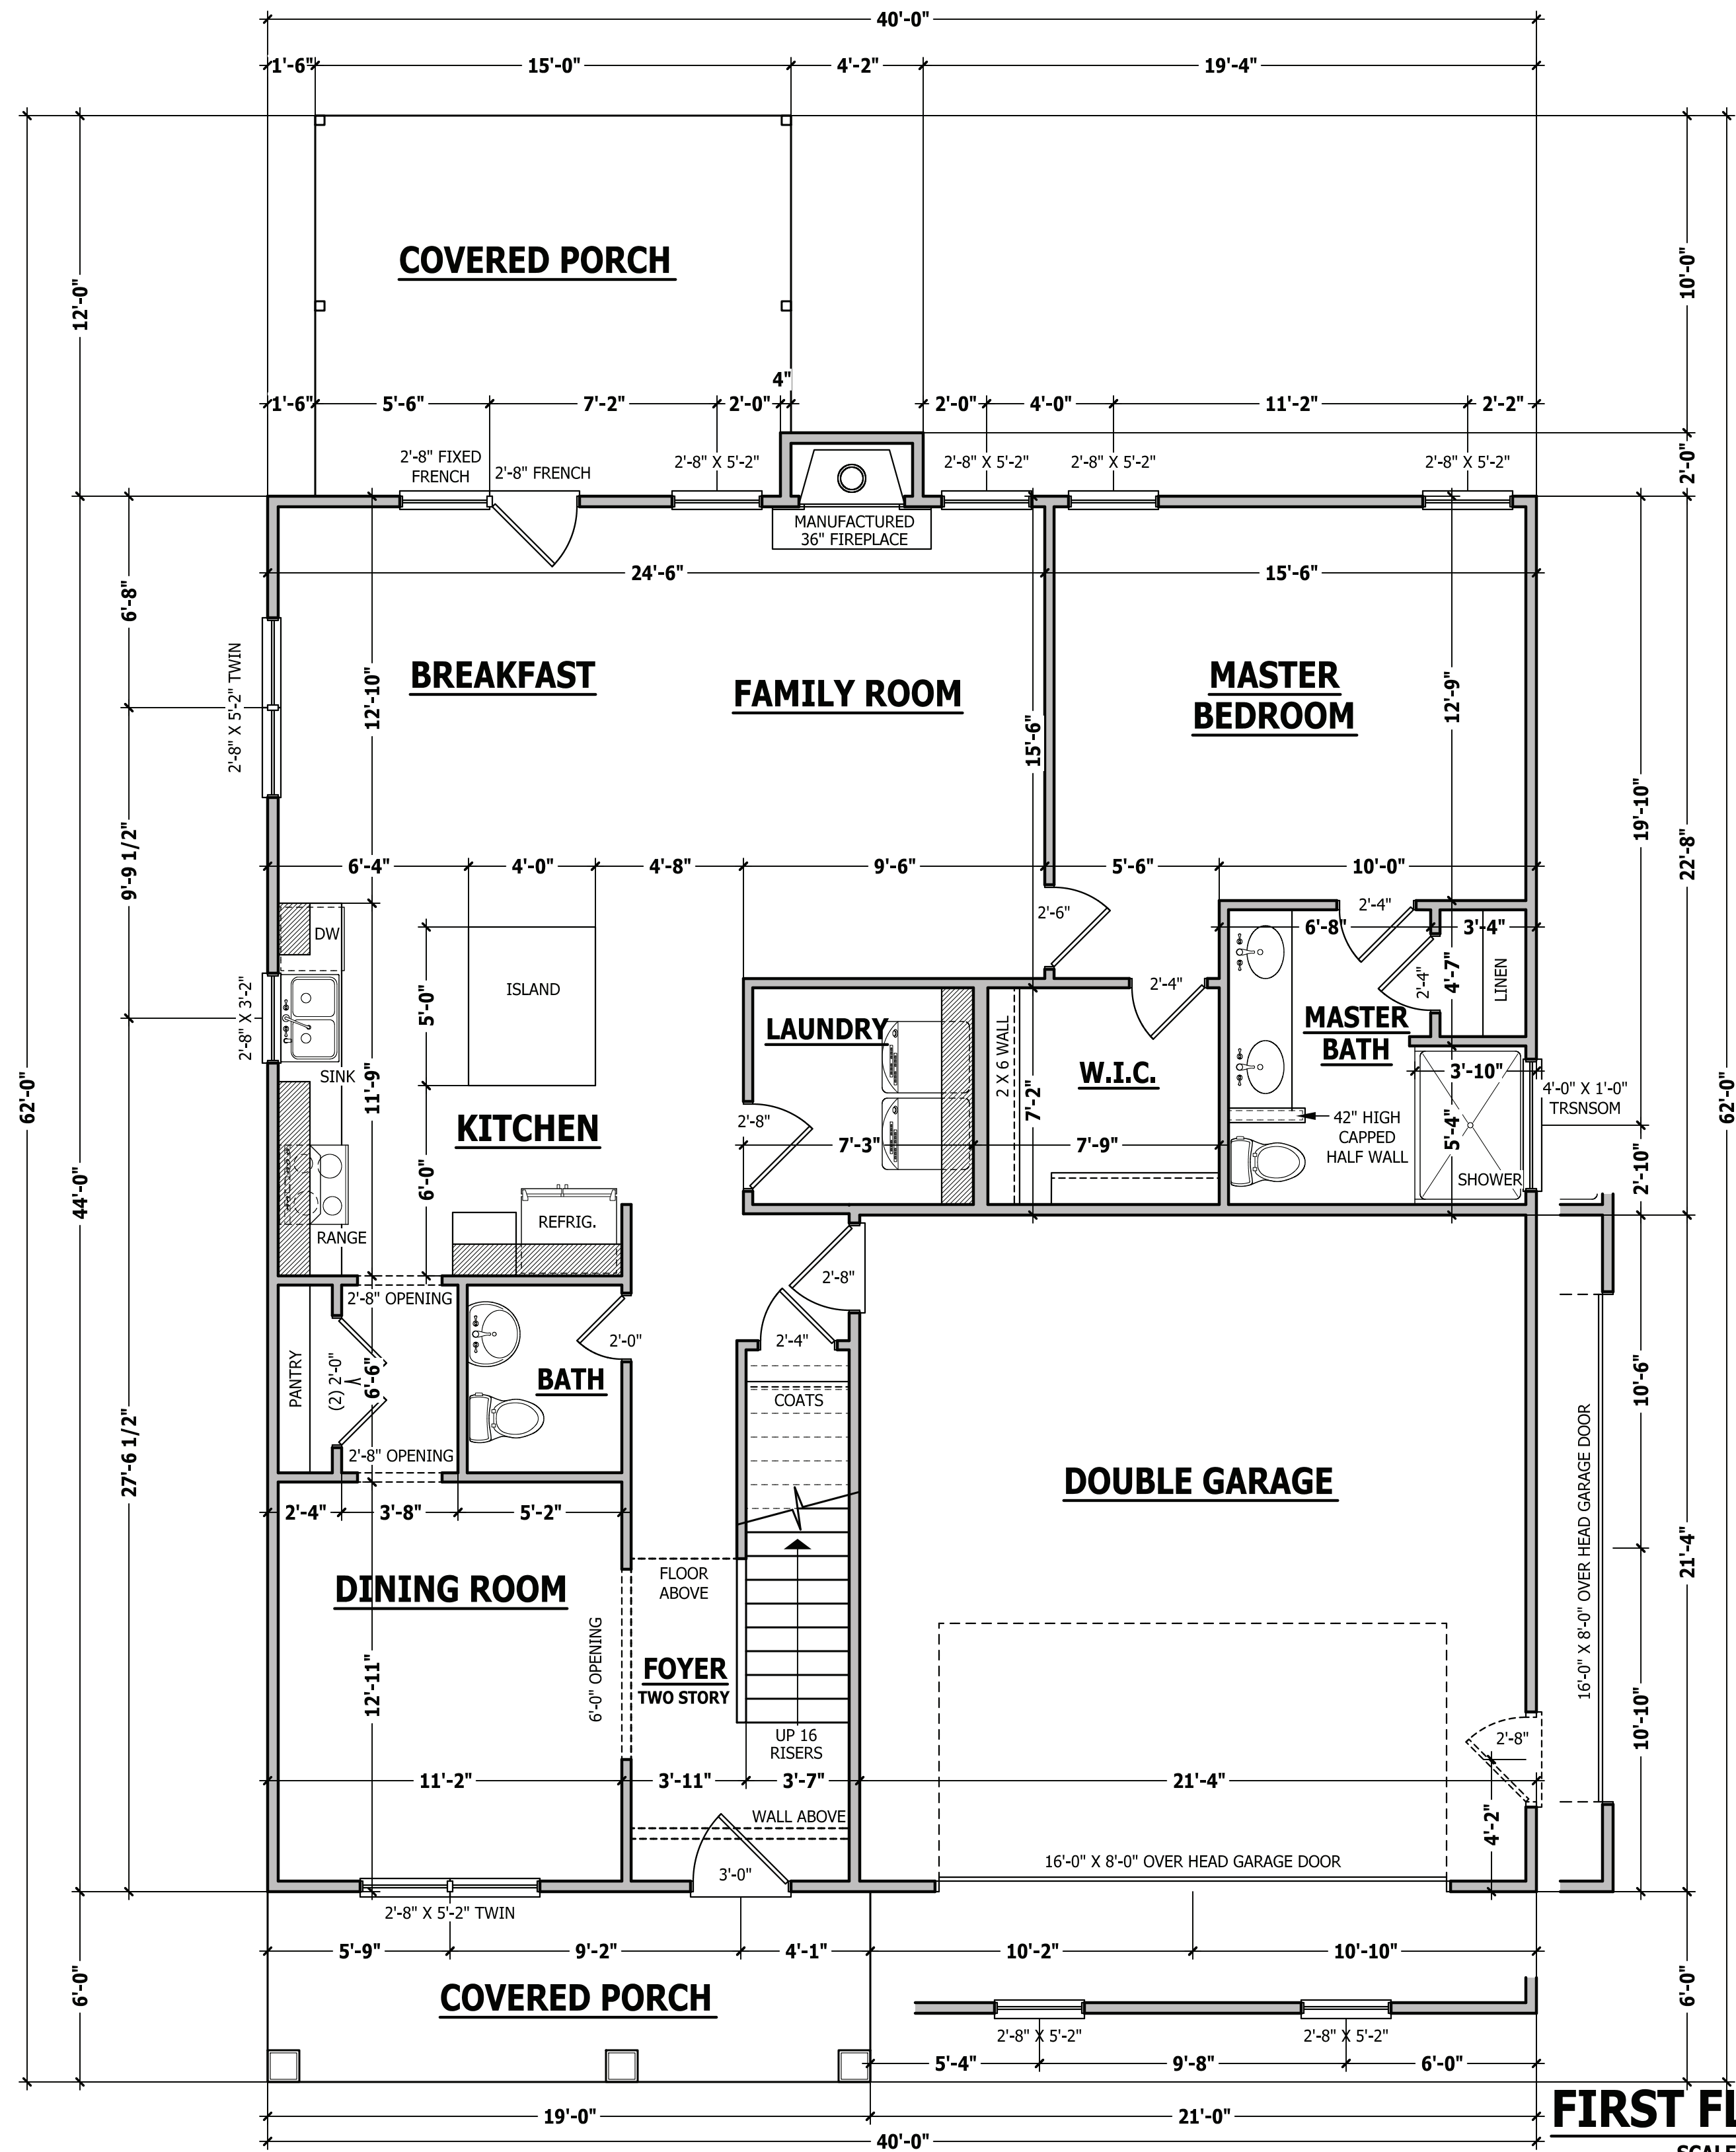 40'-0"
1'-6"
15'-0"
4'-2"
19'-4"
COVERED PORCH
12'-0"
10'-0"
4"
1'-6"
5'-6"
7'-2"
2'-0"
2'-0"
4'-0"
11'-2"
2'-2"
2'-0"
2'-8" FIXED
FRENCH
2'-8" FRENCH
2'-8" X 5'-2"
2'-8" X 5'-2"
2'-8" X 5'-2"
2'-8" X 5'-2"
MANUFACTURED
36" FIREPLACE
24'-6"
15'-6"
6'-8"
2'-8" X 5'-2" TWIN
12'-10"
BREAKFAST
FAMILY ROOM
MASTER
BEDROOM
15'-6"
12'-9"
19'-10"
22'-8"
9'-9 1/2"
6'-4"
4'-0"
4'-8"
9'-6"
5'-6"
10'-0"
2'-6"
2'-4"
6'-8"
3'-4"
DW
2'-8" X 3'-2"
ISLAND
5'-0"
2'-4"
2'-4"
4'-7"
LINEN
LAUNDRY
2 X 6 WALL
W.I.C.
MASTER
BATH
SINK
11'-9"
KITCHEN
7'-2"
3'-10"
4'-0" X 1'-0"
TRSNSOM
62'-0"
62'-0"
44'-0"
2'-8"
7'-3"
7'-9"
42" HIGH
CAPPED
HALF WALL
5'-4"
SHOWER
2'-10"
6'-0"
REFRIG.
RANGE
2'-8"
2'-8" OPENING
2'-0"
2'-4"
PANTRY
(2) 2'-0"
6'-6"
BATH
COATS
10'-6"
2'-8" OPENING
27'-6 1/2"
2'-4"
3'-8"
5'-2"
DOUBLE GARAGE
16'-0" X 8'-0" OVER HEAD GARAGE DOOR
21'-4"
DINING ROOM
FLOOR
ABOVE
6'-0" OPENING
FOYER
TWO STORY
12'-11"
UP 16
RISERS
2'-8"
10'-10"
11'-2"
3'-11"
3'-7"
21'-4"
4'-2"
WALL ABOVE
3'-0"
16'-0" X 8'-0" OVER HEAD GARAGE DOOR
2'-8" X 5'-2" TWIN
5'-9"
9'-2"
4'-1"
10'-2"
10'-10"
6'-0"
6'-0"
COVERED PORCH
2'-8" X 5'-2"
2'-8" X 5'-2"
5'-4"
9'-8"
6'-0"
19'-0"
21'-0"
40'-0"
FIRST